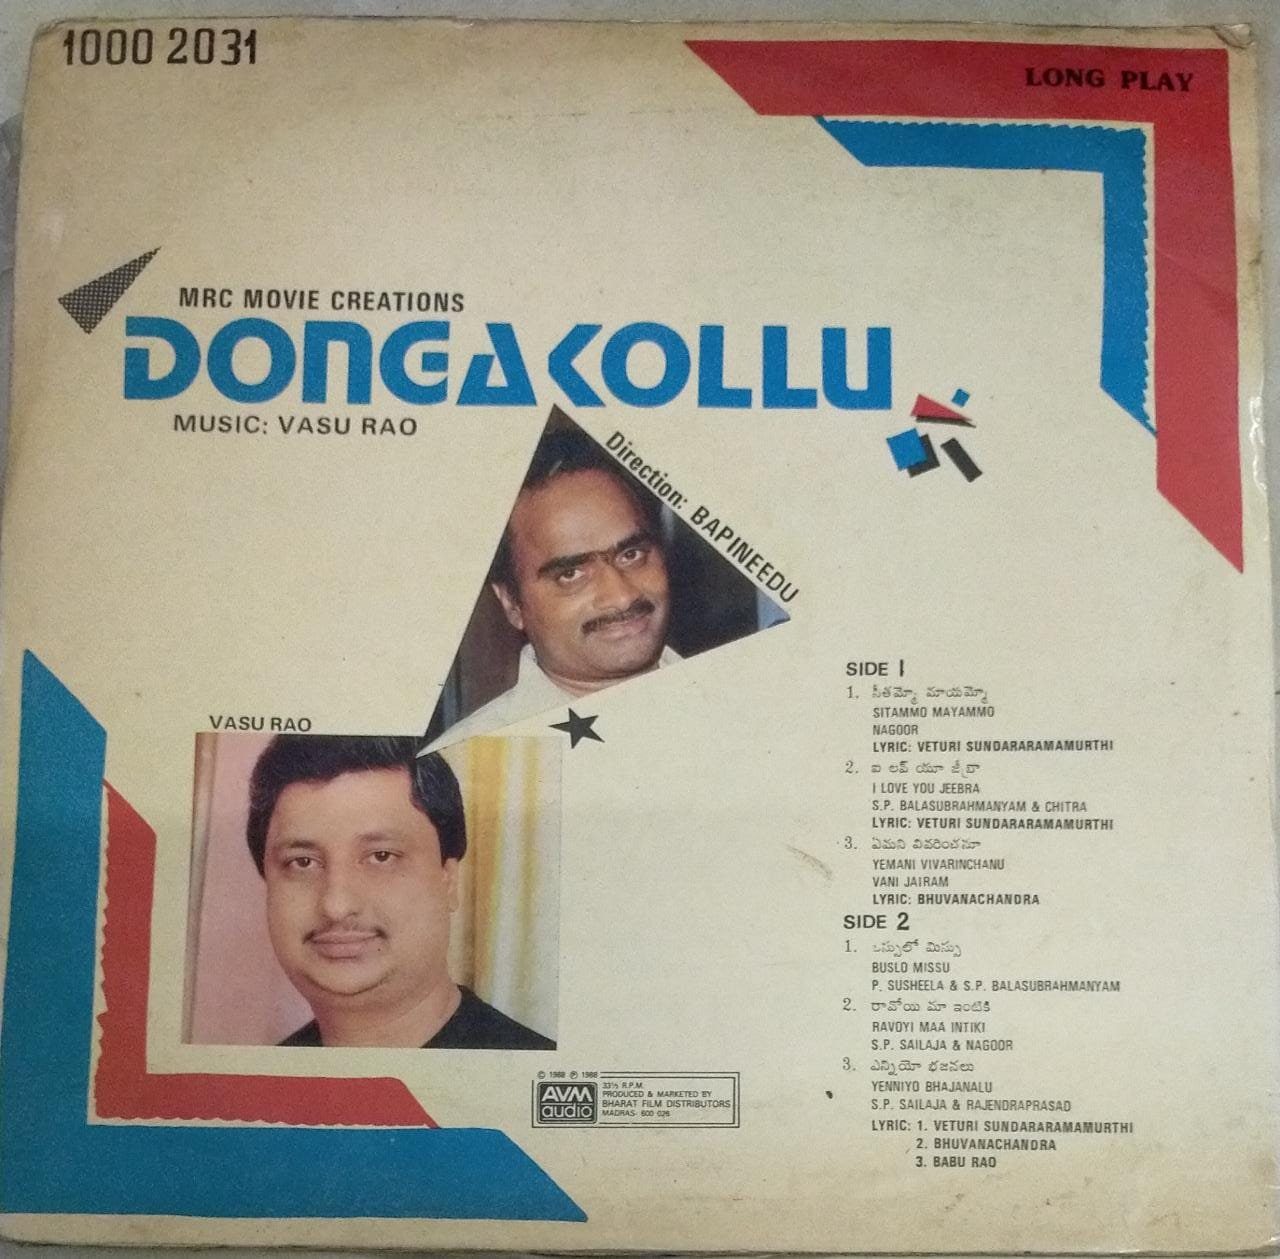 1000 2031
LONG PLAY
MRC MOVIE CREATIONS
DONGAKOLLU
MUSIC: VASU RAO
Direction: BAPINEEDU
VASU RAO
SIDE 1
1. సీతమ్మో మాయమ్మో
SITAMMO MAYAMMO
NAGOOR
LYRIC: VETURI SUNDARARAMAMURTHI
2. ఐ లవ్ యూ జీబ్రా
I LOVE YOU JEEBRA
S.P. BALASUBRAHMANYAM & CHITRA
LYRIC: VETURI SUNDARARAMAMURTHI
3. ఏమని వివరించనూ
YEMANI VIVARINCHANU
VANI JAIRAM
LYRIC: BHUVANACHANDRA
SIDE 2
1. బస్సులో మిస్సు
BUSLO MISSU
P. SUSHEELA & S.P. BALASUBRAHMANYAM
2. రావోయి మా ఇంటికి
RAVOYI MAA INTIKI
S.P. SAILAJA & NAGOOR
3. ఎన్నియో భజనలు
YENNIYO BHAJANALU
S.P. SAILAJA & RAJENDRAPRASAD
LYRIC: 1. VETURI SUNDARARAMAMURTHI
2. BHUVANACHANDRA
3. BABU RAO
© 1988 ℗ 1988
AVM audio
33⅓ R.P.M.
PRODUCED & MARKETED BY
BHARAT FILM DISTRIBUTORS
MADRAS- 600 026